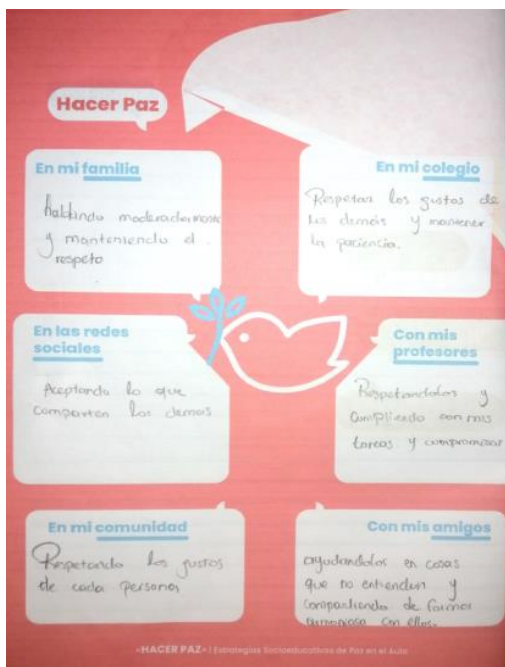 Hacer Paz
En mi familia
Hablando moderadamente
y manteniendo el
respeto
En mi colegio
Respetar los gustos de
los demás y mantener
la paciencia.
En las redes
sociales
Aceptando lo que
comparten los demas
Con mis
profesores
Respetandolos y
cumpliendo con mis
tareas y compromisos
En mi comunidad
Respetando los gustos
de cada persona
Con mis amigos
ayudandolos en cosas
que no entienden y
compartiendo de forma
armoniosa con ellos.
«HACER PAZ» | Estrategias Socioeducativas de Paz en el Aula